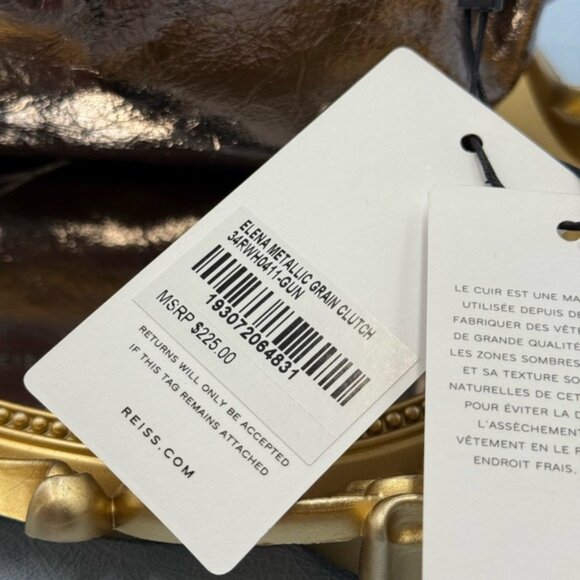 ELENA METALLIC GRAIN CLUTCH
34RWH0411-GUN
193072064831
MSRP $225.00
RETURNS WILL ONLY BE ACCEPTED
IF THIS TAG REMAINS ATTACHED
REISS.COM
LE CUIR EST UNE MA
UTILISÉE DEPUIS DE
FABRIQUER DES VÊT
DE GRANDE QUALITÉ
LES ZONES SOMBRES
ET SA TEXTURE SO
NATURELLES DE CET
POUR ÉVITER LA D
L'ASSÈCHEMENT
VÊTEMENT EN LE P
ENDROIT FRAIS,